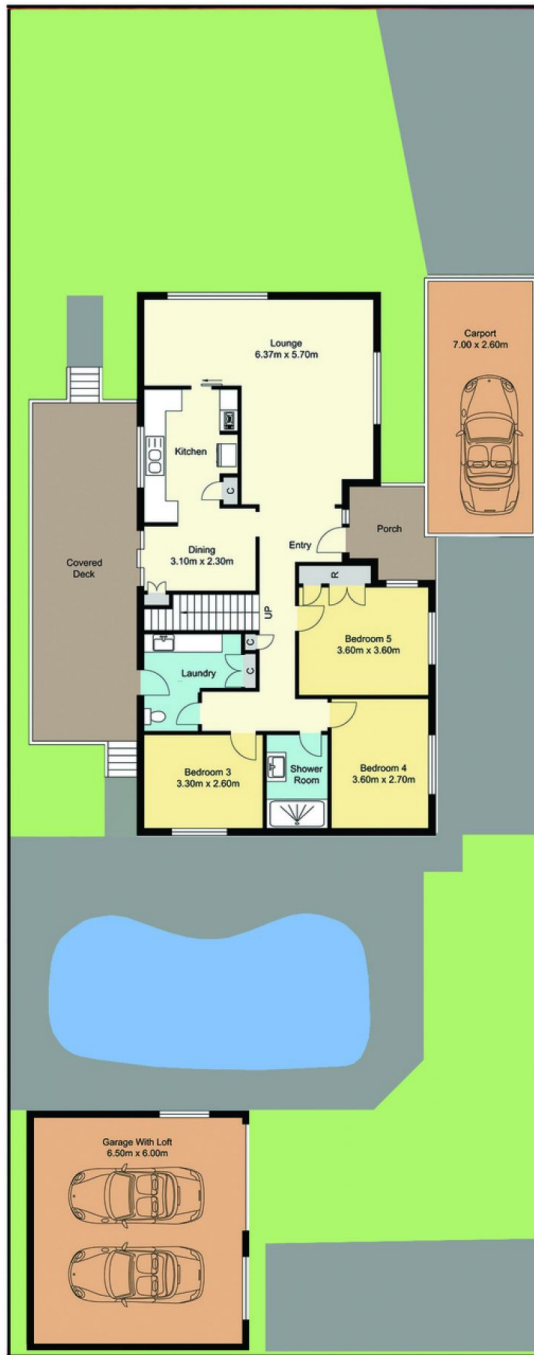 Carport
7.00 x 2.60m
Lounge
6.37m x 5.70m
Kitchen
C
Porch
Covered
Deck
Dining
3.10m x 2.30m
Entry
R
UP
Bedroom 5
3.60m x 3.60m
C
C
Laundry
Bedroom 3
3.30m x 2.60m
Shower
Room
Bedroom 4
3.60m x 2.70m
Garage With Loft
6.50m x 6.00m